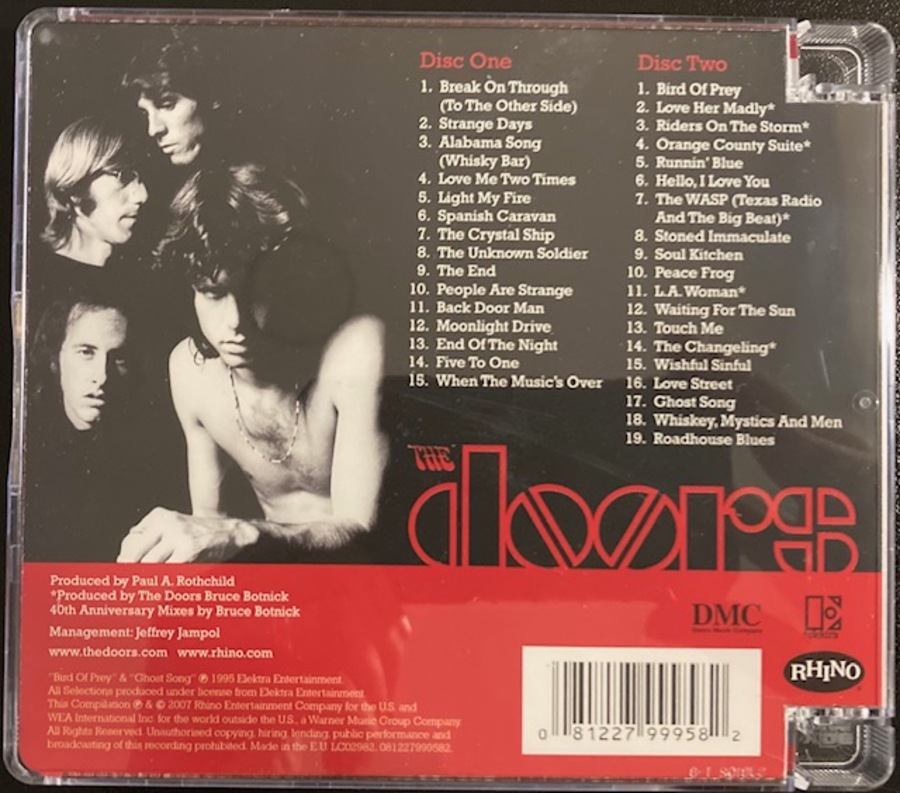 Disc One
1. Break On Through
(To The Other Side)
2. Strange Days
3. Alabama Song
(Whisky Bar)
4. Love Me Two Times
5. Light My Fire
6. Spanish Caravan
7. The Crystal Ship
8. The Unknown Soldier
9. The End
10. People Are Strange
11. Back Door Man
12. Moonlight Drive
13. End Of The Night
14. Five To One
15. When The Music's Over
Disc Two
1. Bird Of Prey
2. Love Her Madly*
3. Riders On The Storm*
4. Orange County Suite*
5. Runnin' Blue
6. Hello, I Love You
7. The WASP (Texas Radio
And The Big Beat)*
8. Stoned Immaculate
9. Soul Kitchen
10. Peace Frog
11. L.A. Woman*
12. Waiting For The Sun
13. Touch Me
14. The Changeling*
15. Wishful Sinful
16. Love Street
17. Ghost Song
18. Whiskey, Mystics And Men
19. Roadhouse Blues
THE
doors
Produced by Paul A. Rothchild
*Produced by The Doors Bruce Botnick
40th Anniversary Mixes by Bruce Botnick
Management: Jeffrey Jampol
www.thedoors.com www.rhino.com
"Bird Of Prey" & "Ghost Song" ℗ 1995 Elektra Entertainment.
All Selections produced under license from Elektra Entertainment.
This Compilation ℗ & © 2007 Rhino Entertainment Company for the U.S. and
WEA International Inc. for the world outside the U.S., a Warner Music Group Company.
All Rights Reserved. Unauthorised copying, hiring, lending, public performance and
broadcasting of this recording prohibited. Made in the E.U. LC02982. 081227999582.
DMC
Doors Music Company
RHINO
0 81227 99958 2